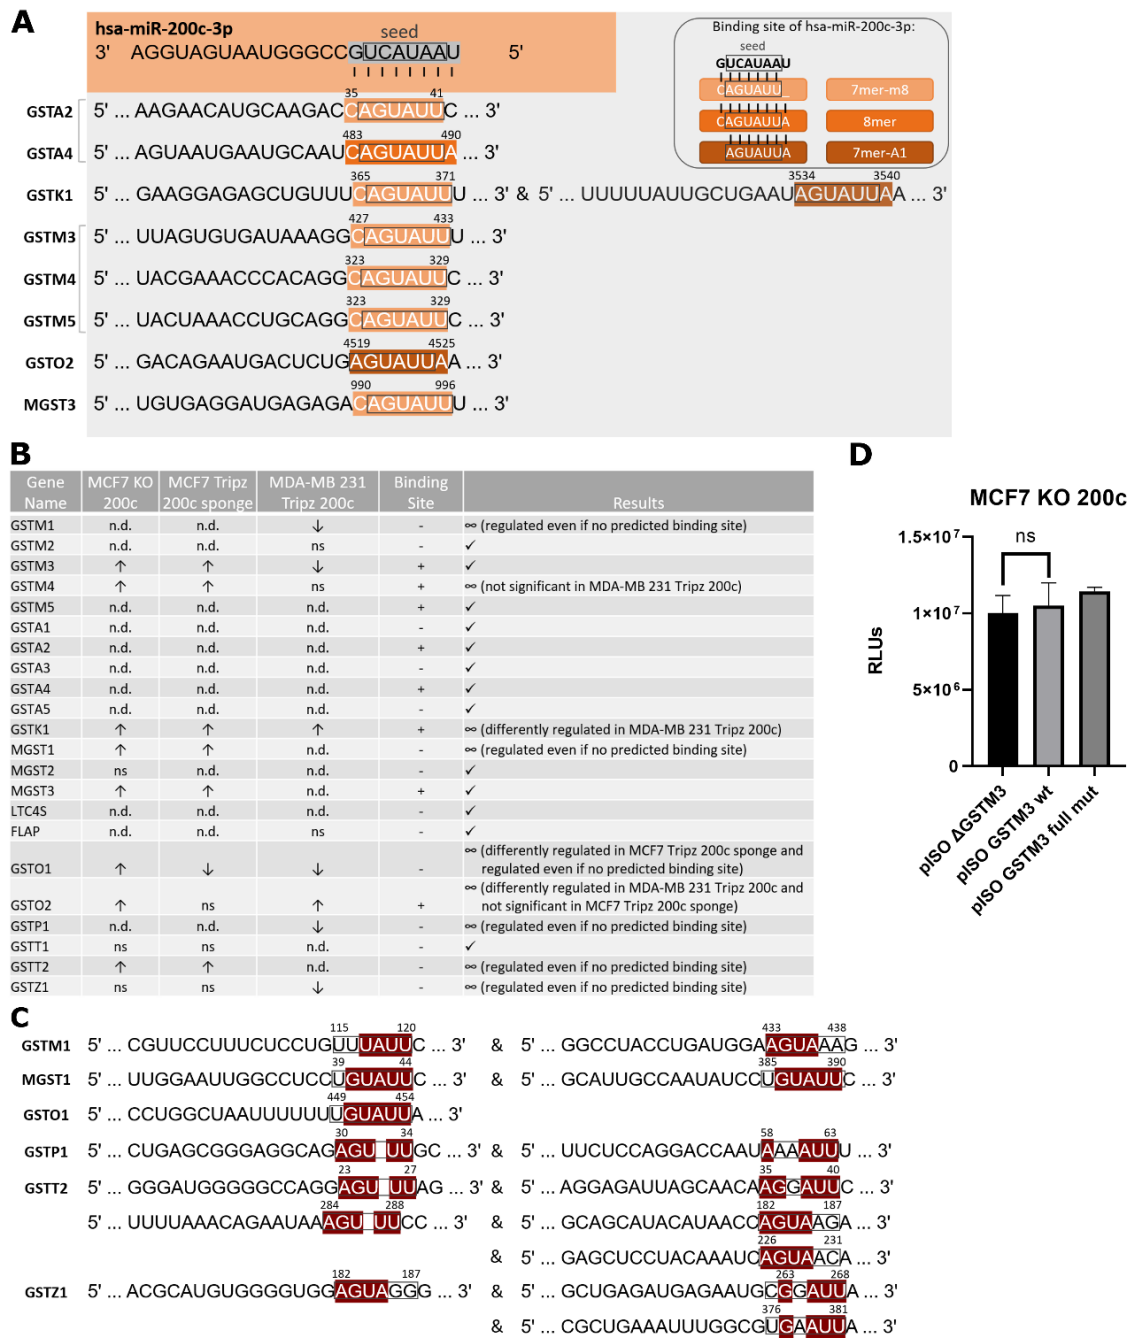 A
hsa-miR-200c-3p
seed
3' AGGUAGUAAUGGGCCGUCAUAAU 5'
Binding site of hsa-miR-200c-3p:
seed
GUCAUAAU
CAGUAUU_ 7mer-m8
CAGUAUUA 8mer
AGUAUUA 7mer-A1
35 41
GSTA2 5' ... AAGAACAUGCAAGACCAGUAUUC ... 3'
483 490
GSTA4 5' ... AGUAAUGAAUGCAAUCAGUAUUA ... 3'
365 371 3534 3540
GSTK1 5' ... GAAGGAGAGCUGUUUCAGUAUUU ... 3' & 5' ... UUUUUAUUGCUGAAUAGUAUUAA ... 3'
427 433
GSTM3 5' ... UUAGUGUGAUAAAGGCAGUAUUU ... 3'
323 329
GSTM4 5' ... UACGAAACCCACAGGCAGUAUUC ... 3'
323 329
GSTM5 5' ... UACUAAACCUGCAGGCAGUAUUC ... 3'
4519 4525
GSTO2 5' ... GACAGAAUGACUCUGAGUAUUAA ... 3'
990 996
MGST3 5' ... UGUGAGGAUGAGAGACAGUAUUU ... 3'
B
Gene Name MCF7 KO 200c MCF7 Tripz 200c sponge MDA-MB 231 Tripz 200c Binding Site Results
GSTM1 n.d. n.d. ↓ - ∞ (regulated even if no predicted binding site)
GSTM2 n.d. n.d. ns - ✓
GSTM3 ↑ ↑ ↓ + ✓
GSTM4 ↑ ↑ ns + ∞ (not significant in MDA-MB 231 Tripz 200c)
GSTM5 n.d. n.d. n.d. + ✓
GSTA1 n.d. n.d. n.d. - ✓
GSTA2 n.d. n.d. n.d. + ✓
GSTA3 n.d. n.d. n.d. - ✓
GSTA4 n.d. n.d. n.d. + ✓
GSTA5 n.d. n.d. n.d. - ✓
GSTK1 ↑ ↑ ↑ + ∞ (differently regulated in MDA-MB 231 Tripz 200c)
MGST1 ↑ ↑ n.d. - ∞ (regulated even if no predicted binding site)
MGST2 ns n.d. n.d. - ✓
MGST3 ↑ ↑ n.d. + ✓
LTC4S n.d. n.d. n.d. - ✓
FLAP n.d. n.d. ns - ✓
GSTO1 ↑ ↓ ↓ - ∞ (differently regulated in MCF7 Tripz 200c sponge and
regulated even if no predicted binding site)
GSTO2 ↑ ns ↑ + ∞ (differently regulated in MDA-MB 231 Tripz 200c and
not significant in MCF7 Tripz 200c sponge)
GSTP1 n.d. n.d. ↓ - ∞ (regulated even if no predicted binding site)
GSTT1 ns ns n.d. - ✓
GSTT2 ↑ ↑ n.d. - ∞ (regulated even if no predicted binding site)
GSTZ1 ns ns ↓ - ∞ (regulated even if no predicted binding site)
D
MCF7 KO 200c
ns
1.5×10⁷
1×10⁷
5×10⁶
0
RLUs
pISO ΔGSTM3
pISO GSTM3 wt
pISO GSTM3 full mut
C
115 120 433 438
GSTM1 5' ... CGUUCCUUUCUCCUGUUUAUUC ... 3' & 5' ... GGCCUACCUGAUGGAAGUAAAG ... 3'
39 44 385 390
MGST1 5' ... UUGGAAUUGGCCUCCUGUAUUC ... 3' & 5' ... GCAUUGCCAAUAUCCUGUAUUC ... 3'
449 454
GSTO1 5' ... CCUGGCUAAUUUUUUUGUAUUA ... 3'
30 34 58 63
GSTP1 5' ... CUGAGCGGGAGGCAGAGU UUGC ... 3' & 5' ... UUCUCCAGGACCAAUAAAAUUU ... 3'
23 27 35 40
GSTT2 5' ... GGGAUGGGGGCCAGGAGU UUAG ... 3' & 5' ... AGGAGAUUAGCAACAAGGAUUC ... 3'
284 288 182 187
5' ... UUUUAAACAGAAUAAAGU UUCC ... 3' & 5' ... GCAGCAUACAUAACCAGUAAGA ... 3'
226 231
& 5' ... GAGCUCCUACAAAUCAGUAACA ... 3'
182 187 263 268
GSTZ1 5' ... ACGCAUGUGGGGUGGAGUAGGG ... 3' & 5' ... GCUGAGAUGAGAAUGCGGAUUA ... 3'
376 381
& 5' ... CGCUGAAAUUUGGCGUGAAUUA ... 3'